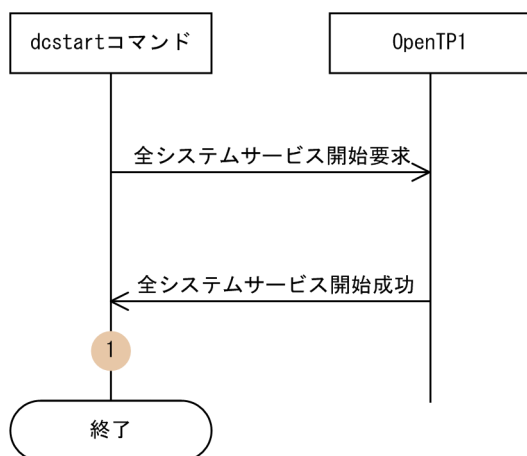 dcstartコマンド
OpenTP1
全システムサービス開始要求
全システムサービス開始成功
1
終了